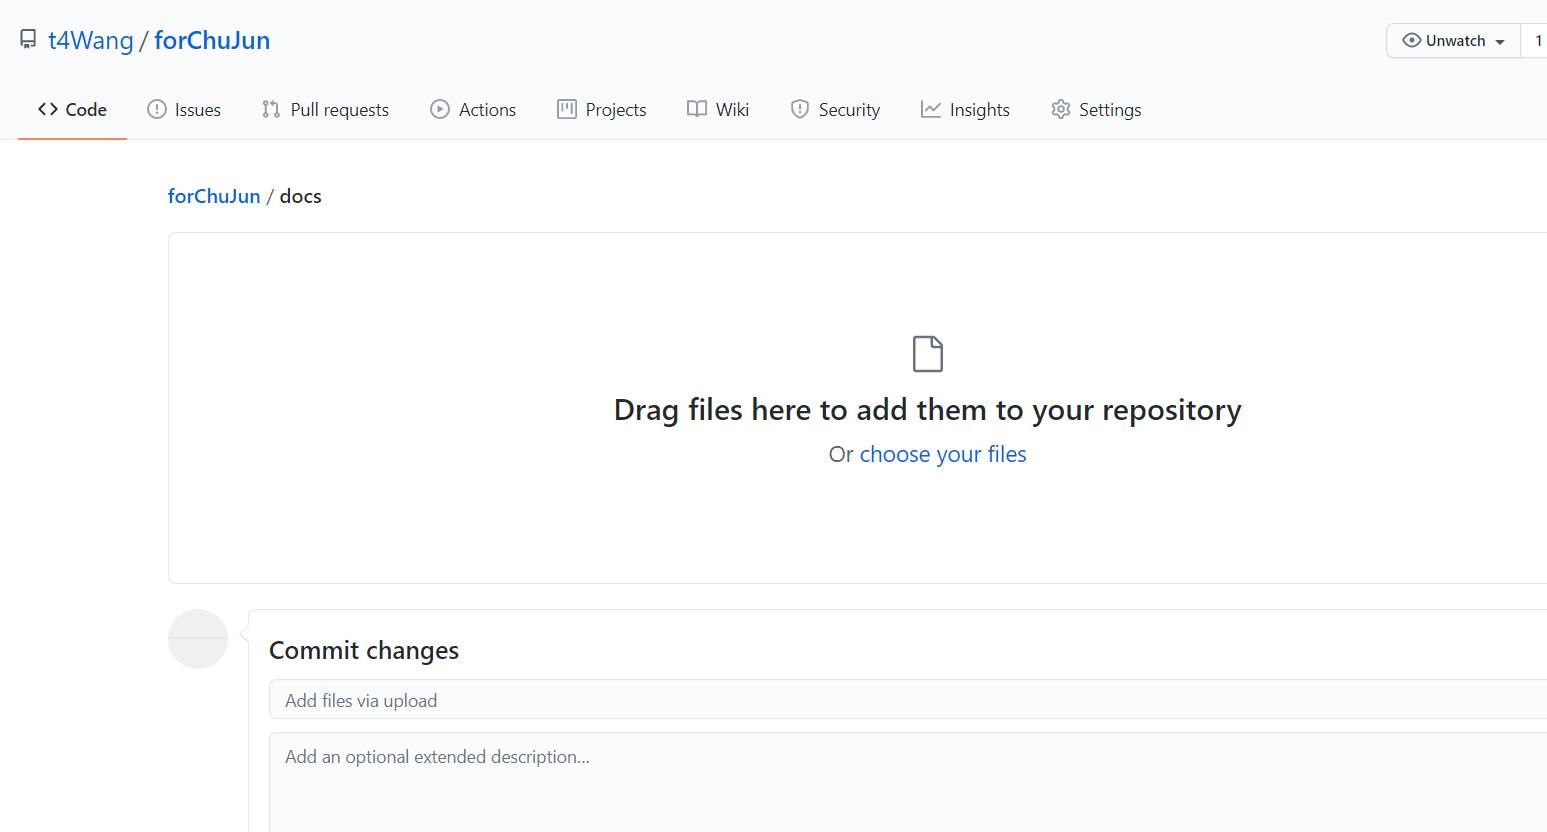 t4Wang / forChuJun
Unwatch 1
Code Issues Pull requests Actions Projects Wiki Security Insights Settings
forChuJun / docs
Drag files here to add them to your repository
Or choose your files
Commit changes
Add files via upload
Add an optional extended description...